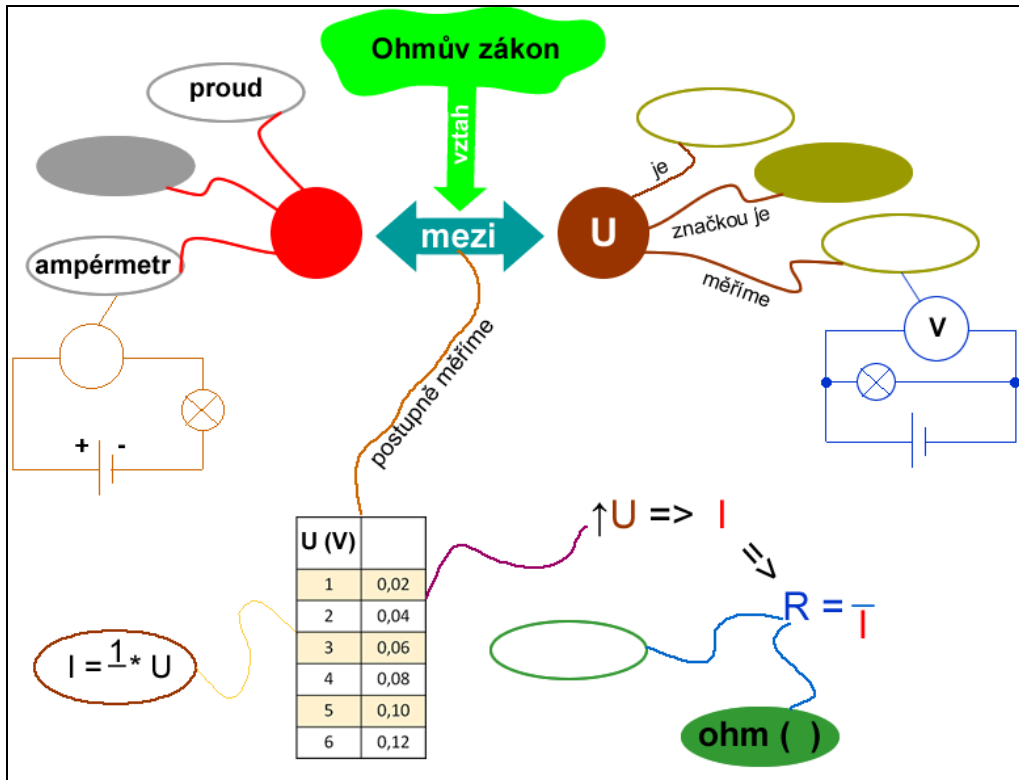 Ohmův zákon
vztah
mezi
proud
ampérmetr
+ -
U
je
značkou je
měříme
V
postupně měříme
U (V)
1 0,02
2 0,04
3 0,06
4 0,08
5 0,10
6 0,12
↑U => I
=>
R = —
I
I = 1 * U
ohm ( )